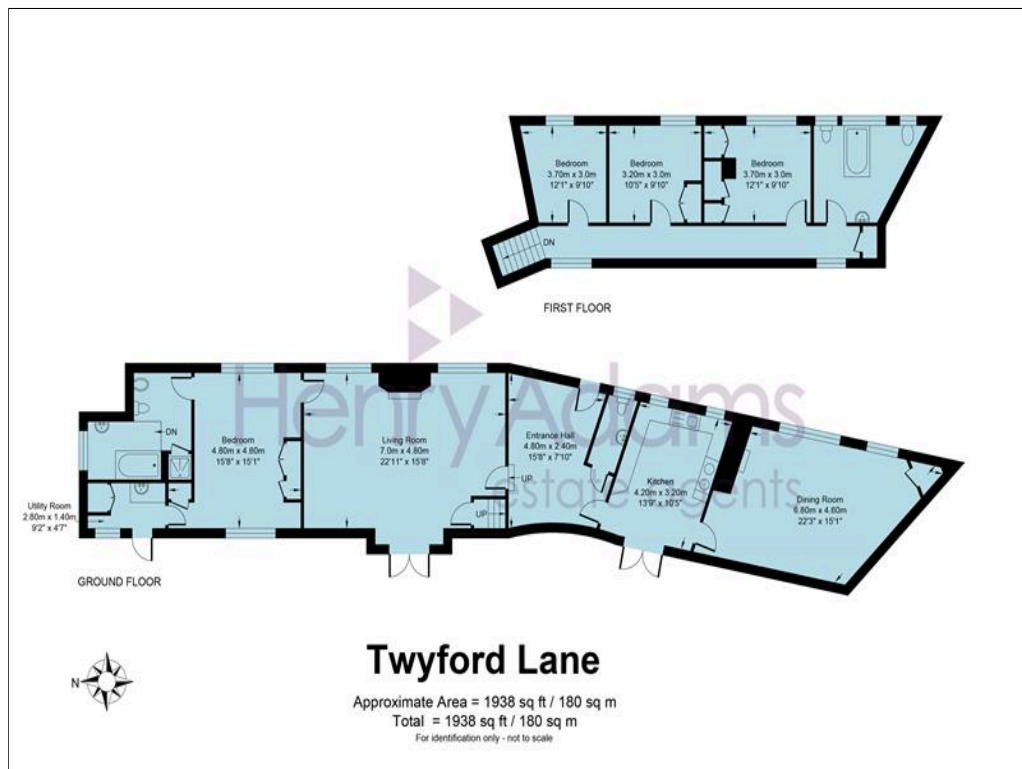 Bedroom
3.70m x 3.0m
12'1" x 9'10"
Bedroom
3.20m x 3.0m
10'5" x 9'10"
Bedroom
3.70m x 3.0m
12'1" x 9'10"
DN
FIRST FLOOR
Henry Adams
estate agents
DN
Bedroom
4.80m x 4.60m
15'8" x 15'1"
Living Room
7.0m x 4.80m
22'11" x 15'8"
UP
UP
Entrance Hall
4.80m x 2.40m
15'8" x 7'10"
Kitchen
4.20m x 3.20m
13'9" x 10'5"
Dining Room
6.80m x 4.60m
22'3" x 15'1"
Utility Room
2.80m x 1.40m
9'2" x 4'7"
GROUND FLOOR
N
Twyford Lane
Approximate Area = 1938 sq ft / 180 sq m
Total = 1938 sq ft / 180 sq m
For identification only - not to scale